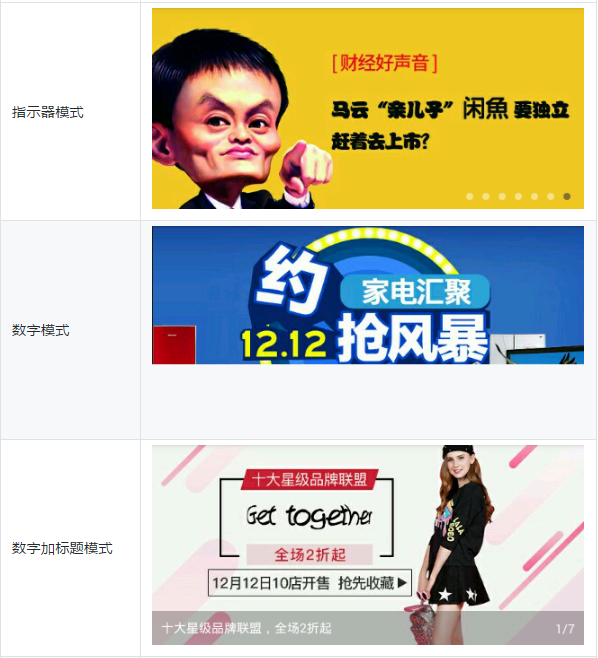 指示器模式
[财经好声音]
马云“亲儿子”闲魚要独立
赶着去上市？
数字模式
约
家电汇聚
12.12 抢风暴
数字加标题模式
十大星级品牌联盟
Get together
全场2折起
12月12日10店开售 抢先收藏▶
十大星级品牌联盟，全场2折起
1/7